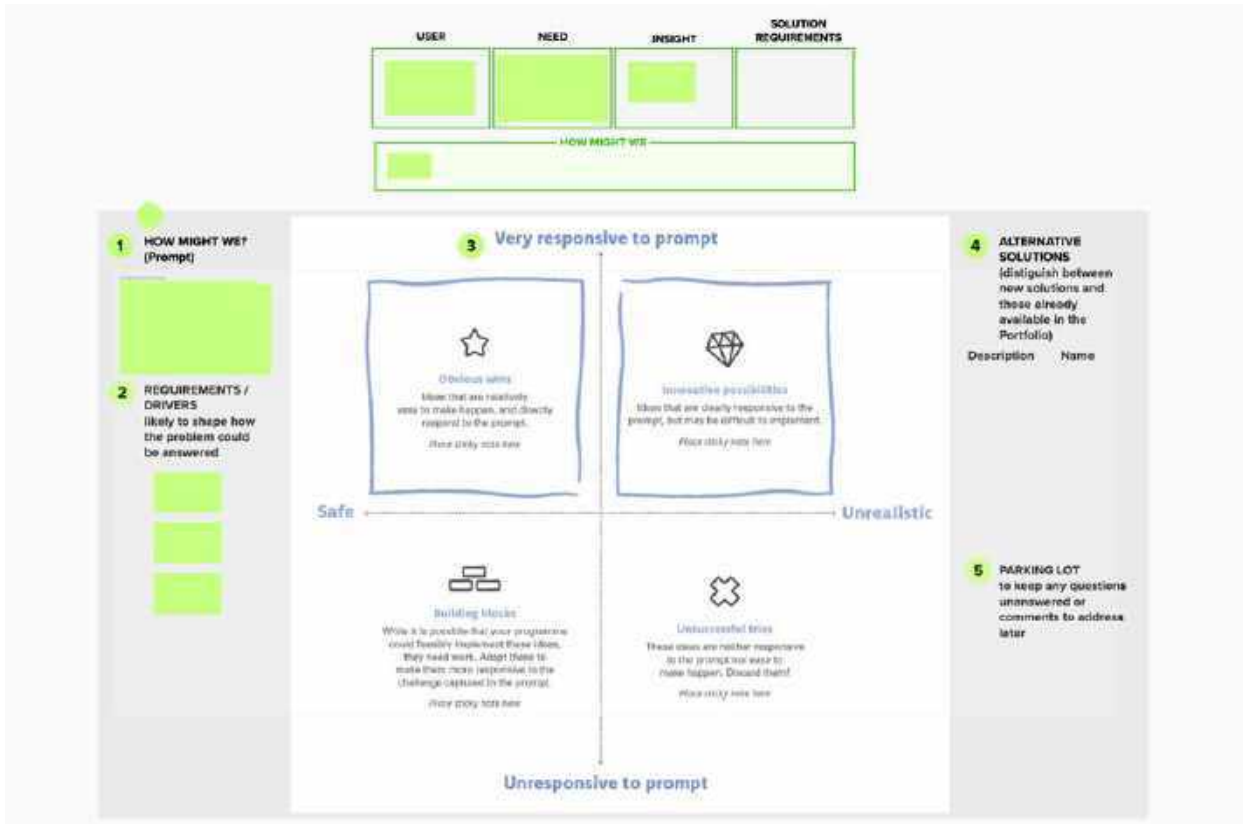 USER
NEED
INSIGHT
SOLUTION
REQUIREMENTS
HOW MIGHT WE
1
HOW MIGHT WE?
(Prompt)
2
REQUIREMENTS /
DRIVERS
likely to shape how
the problem could
be answered
3
Very responsive to prompt
Obvious wins
Ideas that are relatively
easy to make happen, and directly
respond to the prompt.
Place sticky note here
Innovative possibilities
Ideas that are clearly responsive to the
prompt, but may be difficult to implement.
Place sticky note here
Safe
Unrealistic
Building blocks
While it is possible that your programme
could feasibly implement these ideas,
they need work. Adapt these to
make them more responsive to the
challenge captured in the prompt.
Place sticky note here
Unsuccessful tries
These ideas are neither responsive
to the prompt nor easy to
make happen. Discard them!
Place sticky note here
Unresponsive to prompt
4
ALTERNATIVE
SOLUTIONS
(distiguish between
new solutions and
those already
available in the
Portfolio)
Description Name
5
PARKING LOT
to keep any questions
unanswered or
comments to address
later